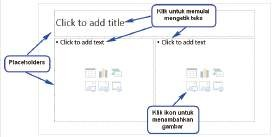 Klik untuk memulai
mengetik teks
Click to add title
• Click to add text
• Click to add text
Placeholders
Klik ikon untuk
menambahkan
gambar